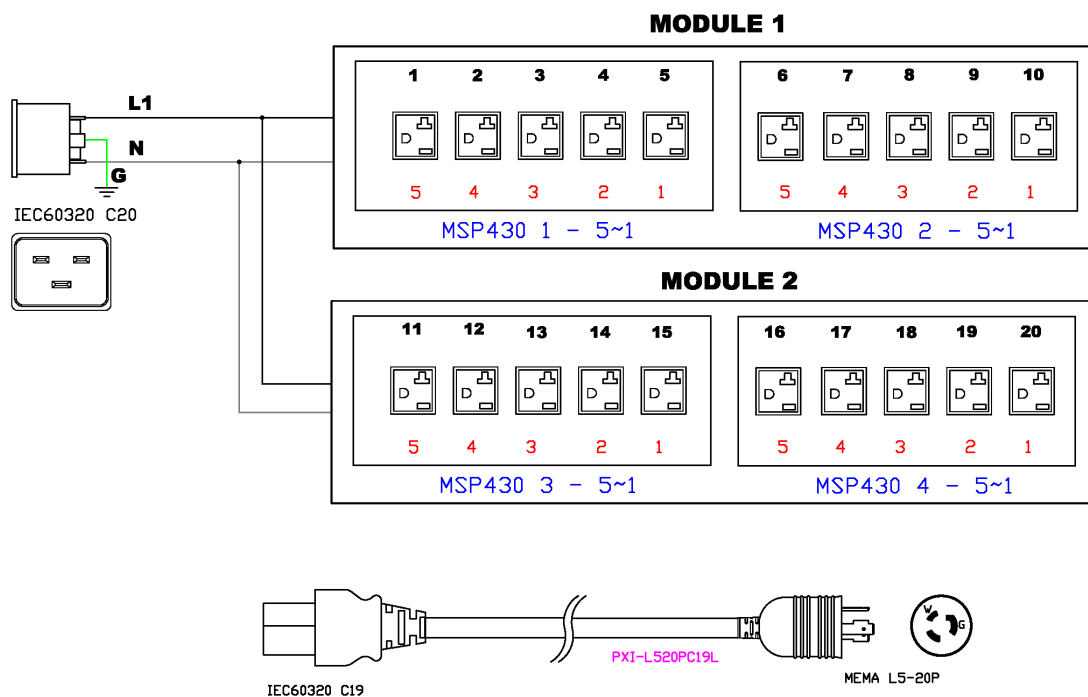 MODULE 1
1 2 3 4 5 6 7 8 9 10
L1
N
G
5 4 3 2 1 5 4 3 2 1
IEC60320 C20
MSP430 1 - 5~1 MSP430 2 - 5~1
MODULE 2
11 12 13 14 15 16 17 18 19 20
5 4 3 2 1 5 4 3 2 1
MSP430 3 - 5~1 MSP430 4 - 5~1
W
G
PXI-L520PC19L
MEMA L5-20P
IEC60320 C19